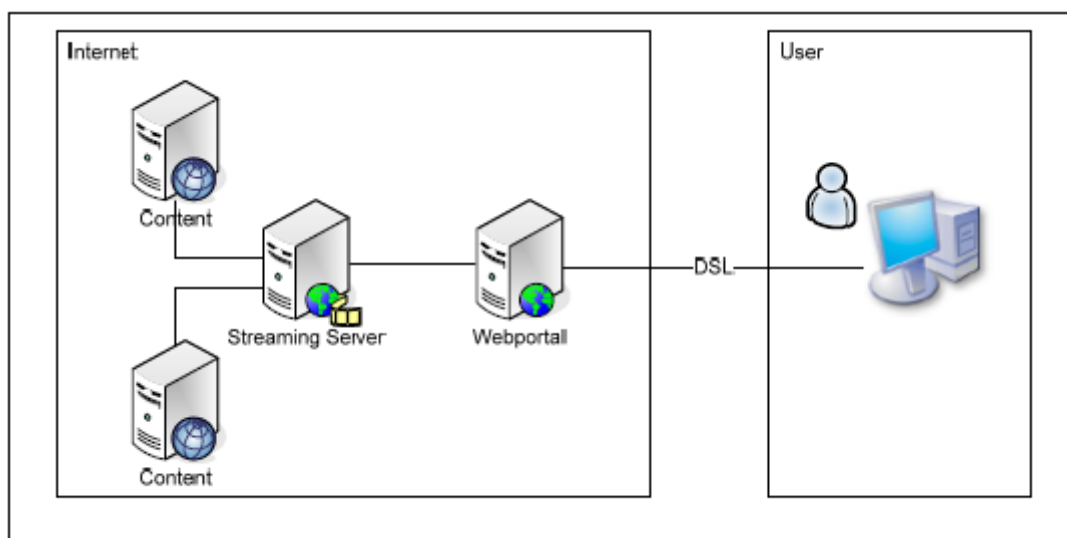 Internet
User
Content
Streaming Server
Webportall
DSL
Content